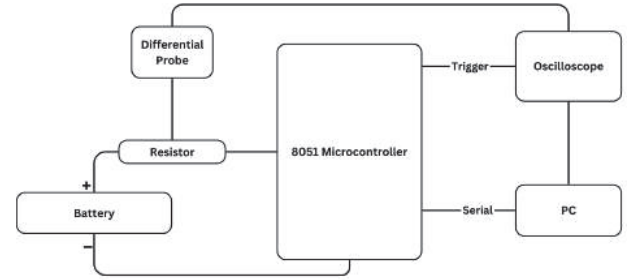 Differential
Probe
Trigger
Oscilloscope
Resistor
8051 Microcontroller
+
Battery
Serial
PC
−